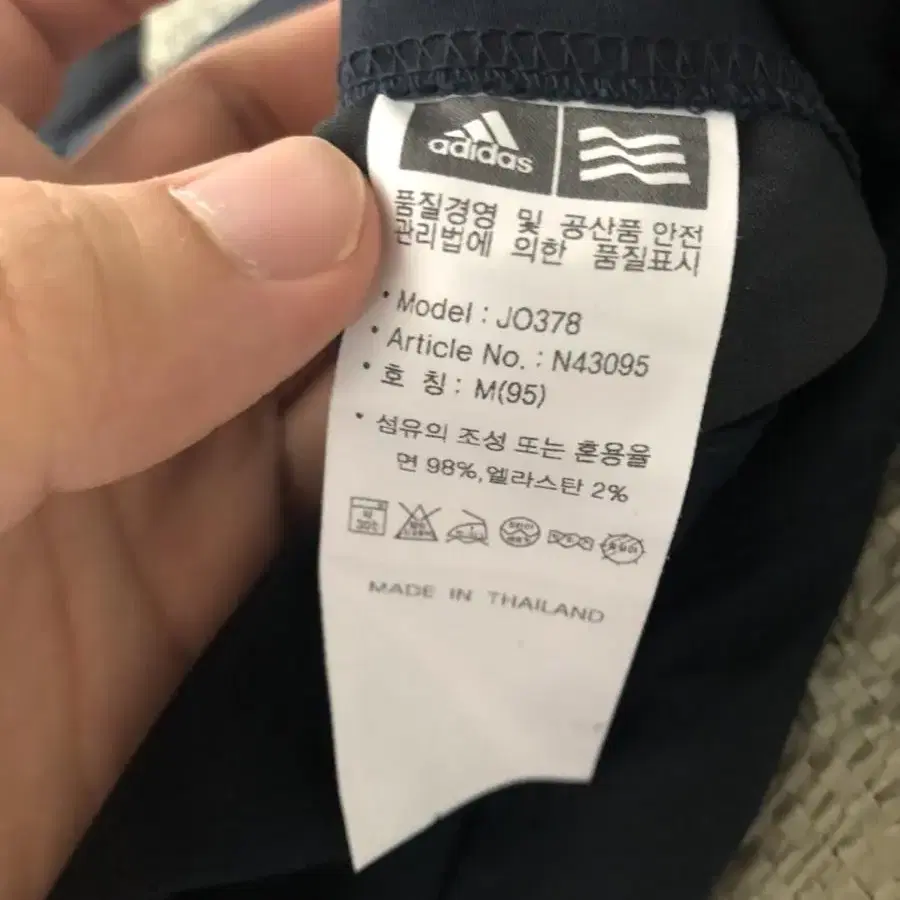 adidas
품질경영 및 공산품 안전
관리법에 의한 품질표시
• Model : JO378
• Article No. : N43095
• 호 칭 : M(95)
• 섬유의 조성 또는 혼용율
면 98%, 엘라스탄 2%
약 30℃
MADE IN THAILAND